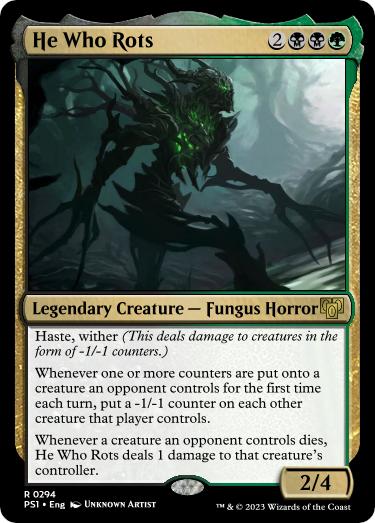 He Who Rots 2
Legendary Creature — Fungus Horror
Haste, wither (This deals damage to creatures in the
form of -1/-1 counters.)
Whenever one or more counters are put onto a
creature an opponent controls for the first time
each turn, put a -1/-1 counter on each other
creature that player controls.
Whenever a creature an opponent controls dies,
He Who Rots deals 1 damage to that creature's
controller.
2/4
R 0294
PS1 • Eng Unknown Artist
™ & © 2023 Wizards of the Coast